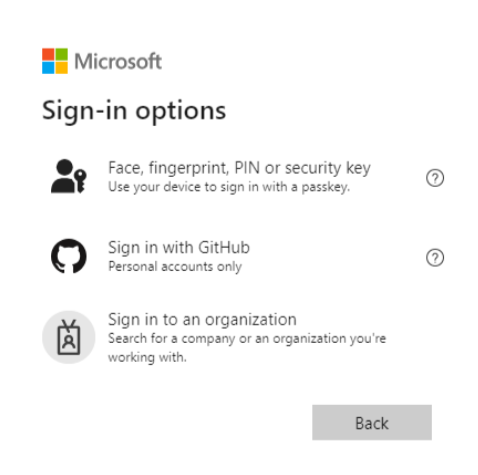 Microsoft
Sign-in options
Face, fingerprint, PIN or security key
Use your device to sign in with a passkey.
Sign in with GitHub
Personal accounts only
Sign in to an organization
Search for a company or an organization you're
working with.
Back